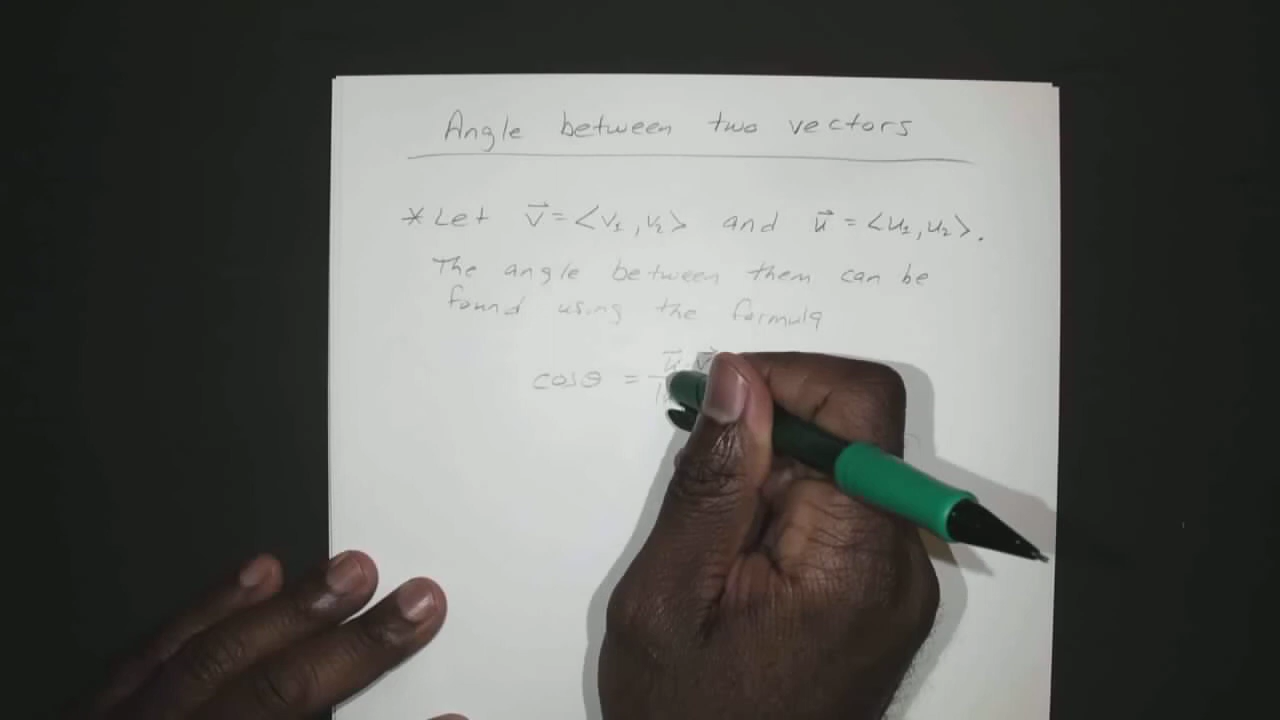 Angle between two vectors
* Let v⃗ = <v₁, v₂> and u⃗ = <u₁, u₂>.
The angle between them can be
found using the formula
cosθ = u⃗ v⃗